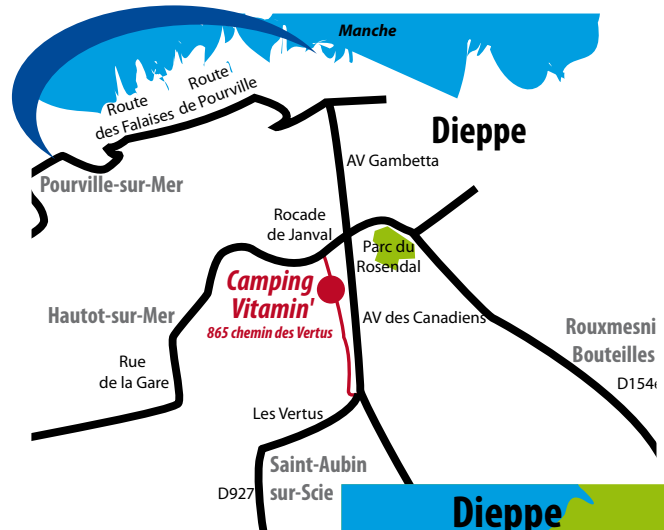 Manche
Route
des Falaises
Route
de Pourville
Dieppe
AV Gambetta
Pourville-sur-Mer
Rocade
de Janval
Parc du
Rosendal
Camping
Vitamin'
865 chemin des Vertus
Hautot-sur-Mer
AV des Canadiens
Rouxmesni
Bouteilles
Rue
de la Gare
D154
Les Vertus
Saint-Aubin
sur-Scie
D927
Dieppe